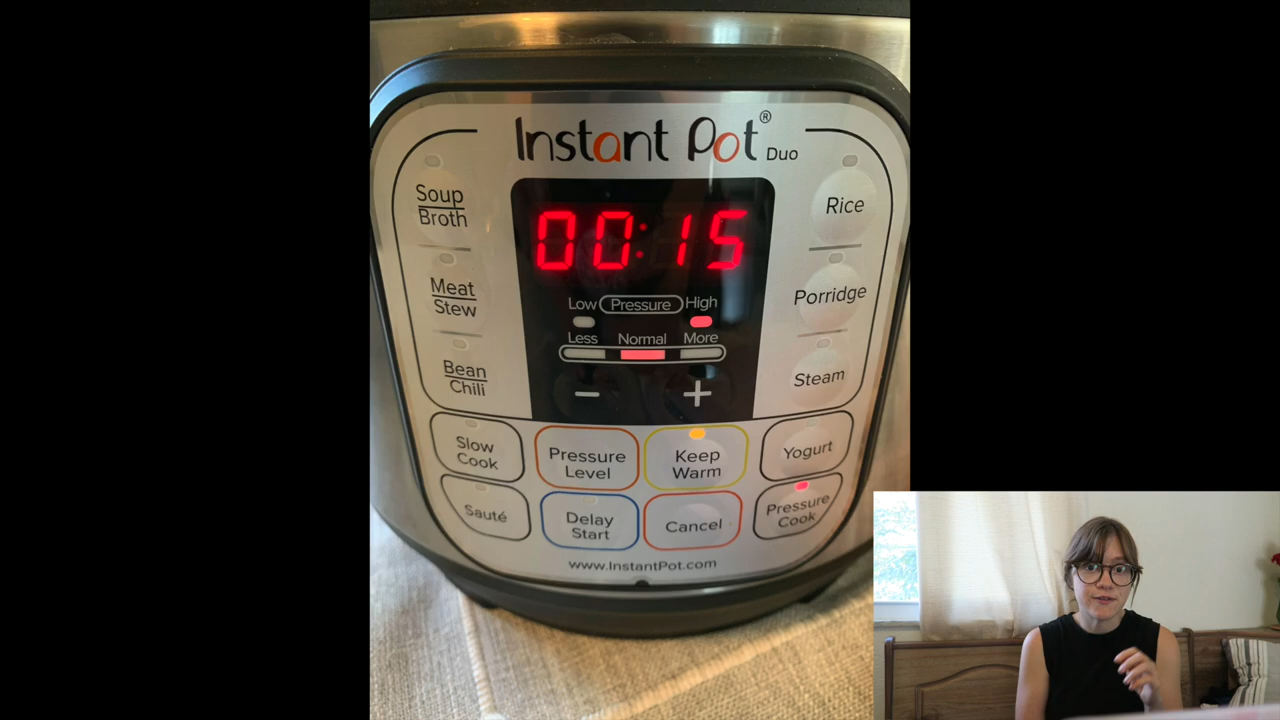 Instant Pot®
Duo
Soup
Broth
Rice
00:15
Low Pressure High
Meat
Stew
Porridge
Less Normal More
Bean
Chili
Steam
− +
Slow
Cook
Pressure
Level
Keep
Warm
Yogurt
Sauté
Delay
Start
Cancel
Pressure
Cook
www.InstantPot.com